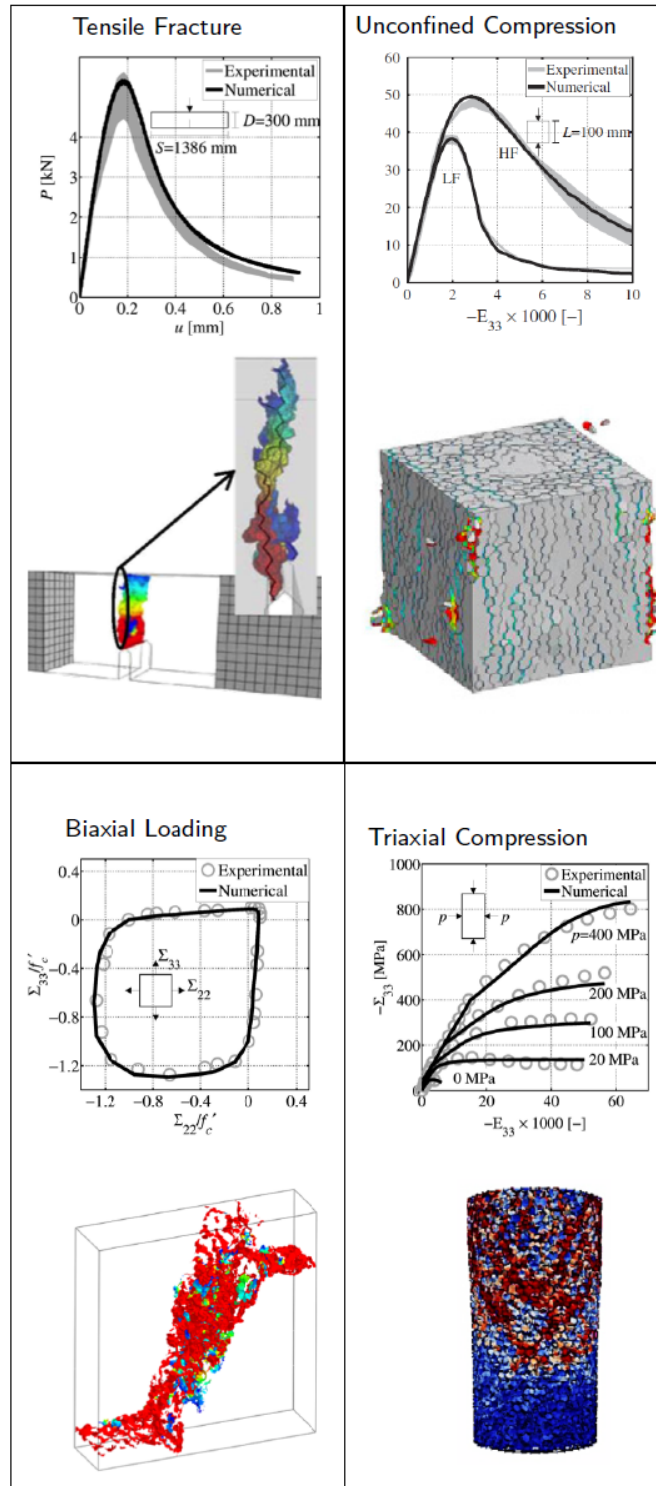 Tensile Fracture
Experimental
Numerical
D=300 mm
S=1386 mm
P [kN]
4
3
2
1
0
0 0.2 0.4 0.6 0.8 1
u [mm]
Unconfined Compression
60
50
40
30
20
10
0
Experimental
Numerical
L=100 mm
HF
LF
0 2 4 6 8 10
−E33 × 1000 [−]
Biaxial Loading
Experimental
Numerical
0.4
0
−0.4
−0.8
−1.2
Σ33/fc′
Σ33
Σ22
−1.2 −0.8 −0.4 0 0.4
Σ22/fc′
Triaxial Compression
1000
800
600
400
200
0
−Σ33 [MPa]
Experimental
Numerical
p p
p=400 MPa
200 MPa
100 MPa
20 MPa
0 MPa
0 20 40 60
−E33 × 1000 [−]